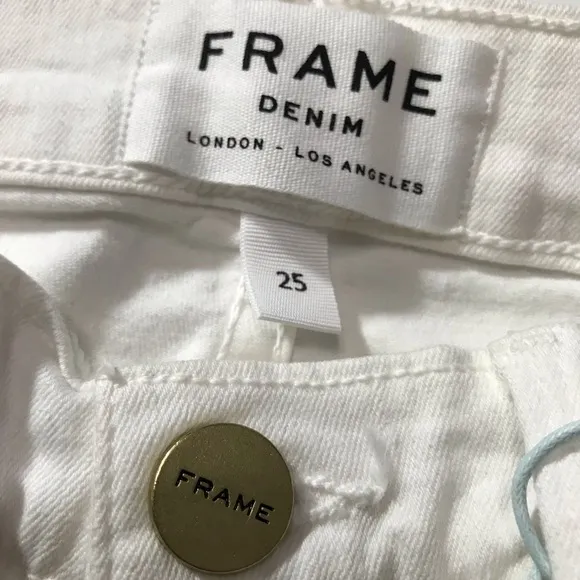 FRAME
DENIM
LONDON - LOS ANGELES
25
FRAME